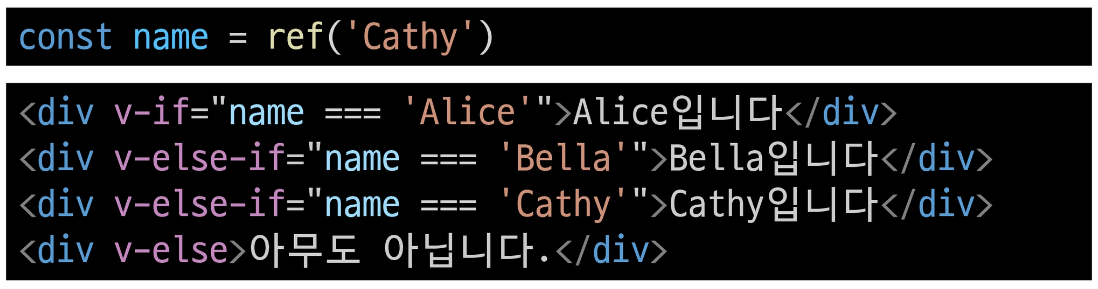 const name = ref('Cathy')
<div v-if="name === 'Alice'">Alice입니다</div>
<div v-else-if="name === 'Bella'">Bella입니다</div>
<div v-else-if="name === 'Cathy'">Cathy입니다</div>
<div v-else>아무도 아닙니다.</div>